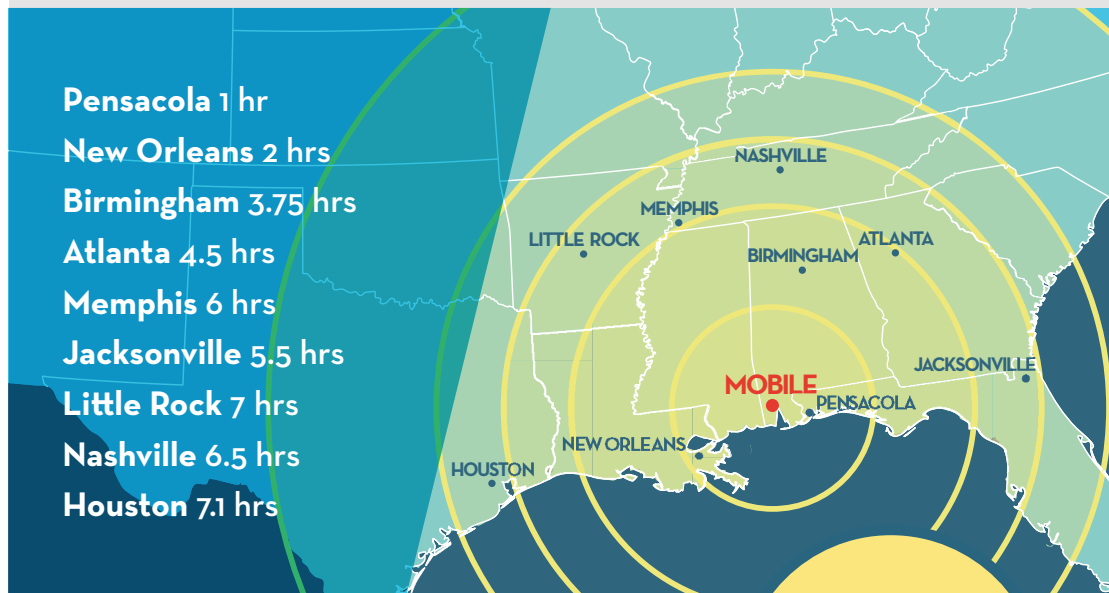 Pensacola 1 hr
New Orleans 2 hrs
Birmingham 3.75 hrs
Atlanta 4.5 hrs
Memphis 6 hrs
Jacksonville 5.5 hrs
Little Rock 7 hrs
Nashville 6.5 hrs
Houston 7.1 hrs
NASHVILLE
MEMPHIS
LITTLE ROCK
ATLANTA
BIRMINGHAM
JACKSONVILLE
MOBILE
PENSACOLA
NEW ORLEANS
HOUSTON